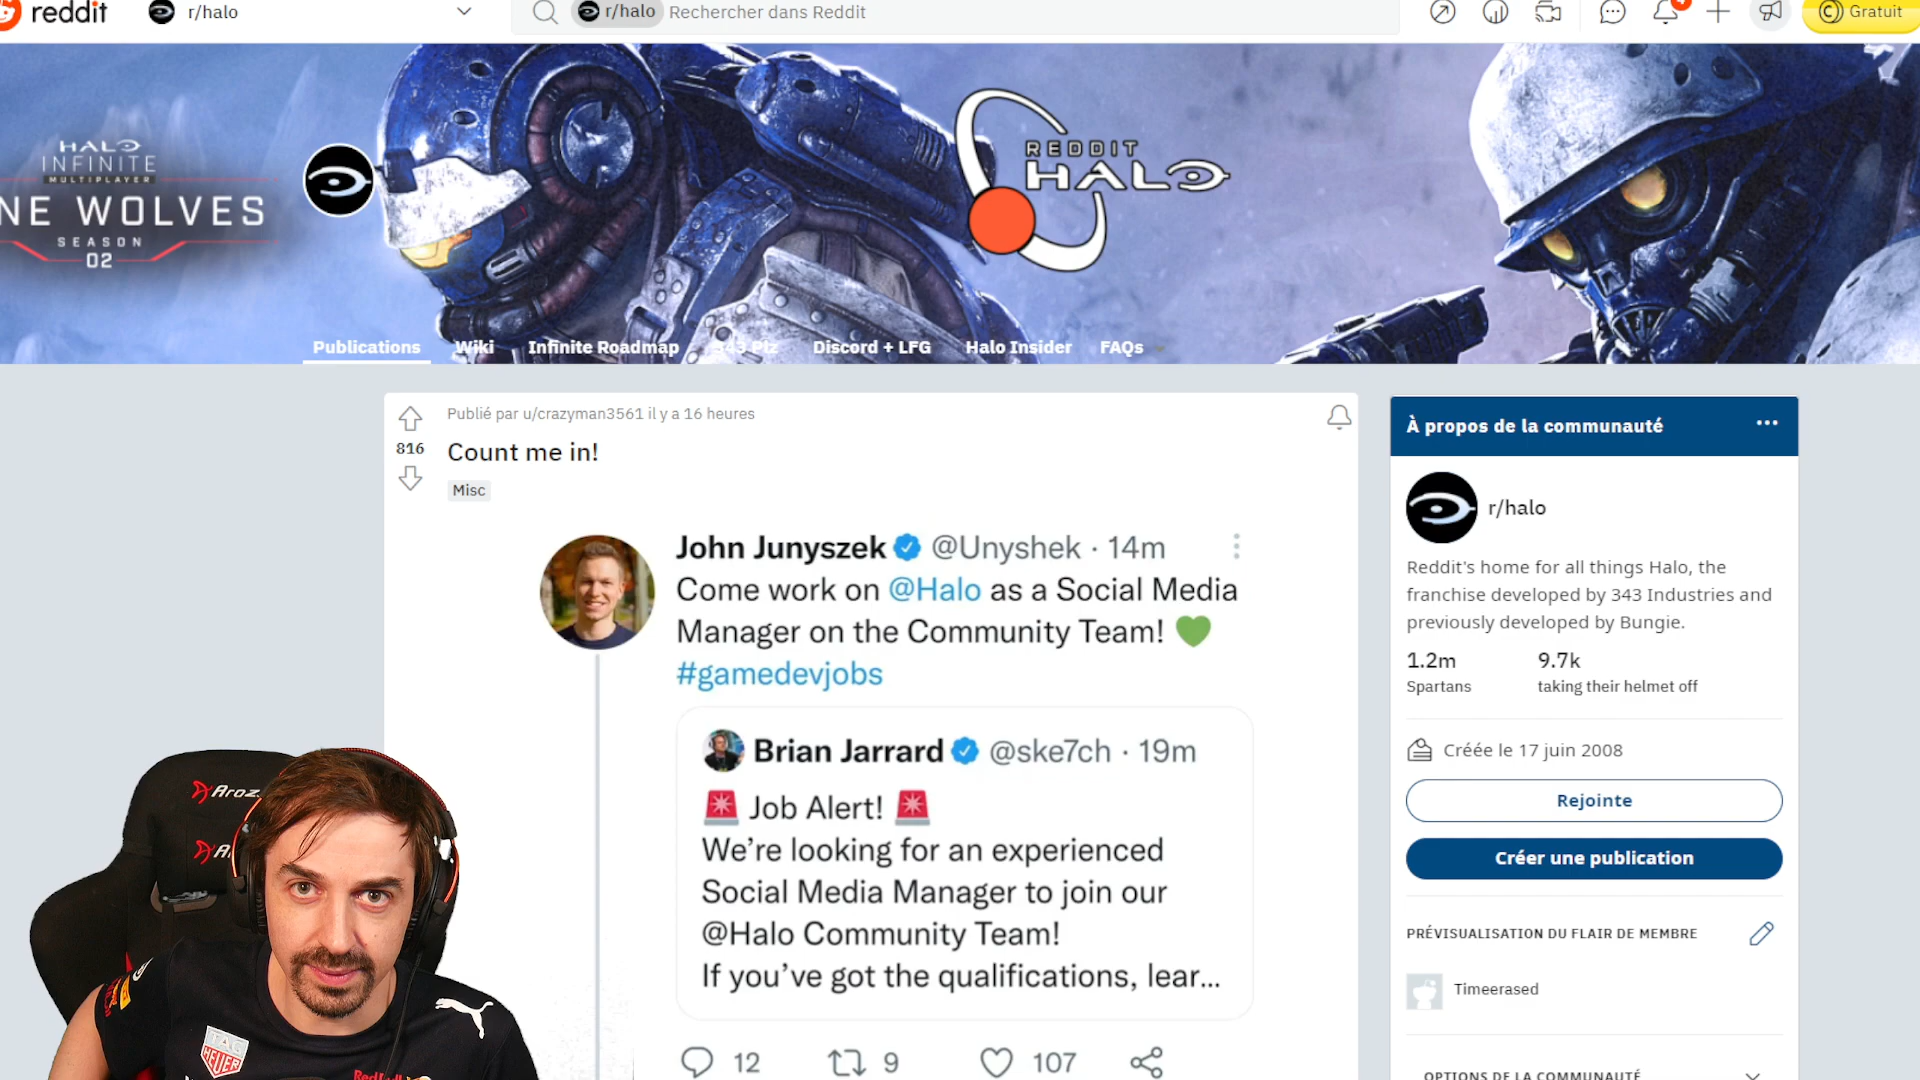 reddit
r/halo
r/halo
Rechercher dans Reddit
4
Gratuit
HALO
INFINITE
MULTIPLAYER
NE WOLVES
SEASON
02
REDDIT
HALO
Publications
Wiki
Infinite Roadmap
Discord + LFG
Halo Insider
FAQs
Publié par u/crazyman3561 il y a 16 heures
816
Count me in!
Misc
John Junyszek @Unyshek · 14m
Come work on @Halo as a Social Media
Manager on the Community Team! 💚
#gamedevjobs
Brian Jarrard @ske7ch · 19m
🚨 Job Alert! 🚨
We’re looking for an experienced
Social Media Manager to join our
@Halo Community Team!
If you’ve got the qualifications, lear...
12
9
107
À propos de la communauté
r/halo
Reddit's home for all things Halo, the
franchise developed by 343 Industries and
previously developed by Bungie.
1.2m
9.7k
Spartans
taking their helmet off
Créée le 17 juin 2008
Rejointe
Créer une publication
PRÉVISUALISATION DU FLAIR DE MEMBRE
Timeerased
OPTIONS DE LA COMMUNAUTÉ
TAG
HEUER